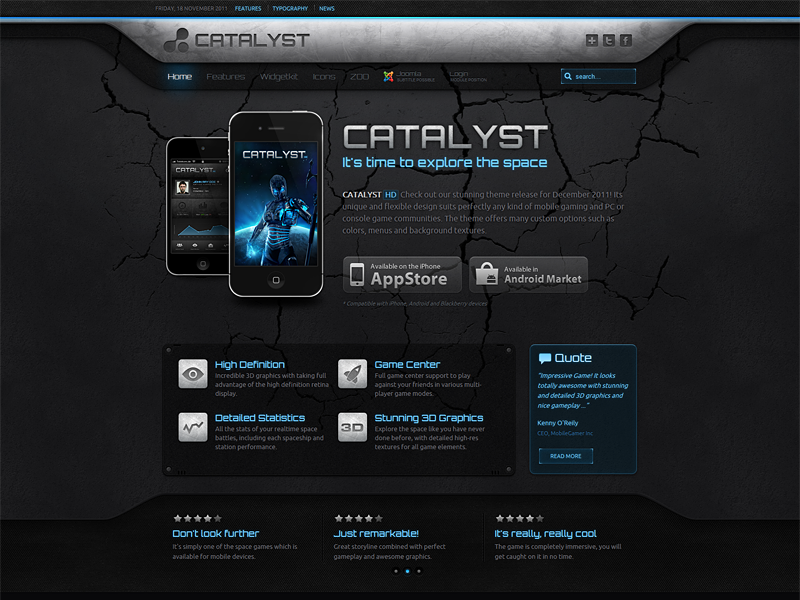 FRIDAY, 18 NOVEMBER 2011 FEATURES TYPOGRAPHY NEWS
CATALYST
Home Features Widgetkit Icons ZOO Joomla Login
SUBTITLE POSSIBLE MODULE POSITION
search...
CATALYST
CATALYST
CATALYST
It's time to explore the space
CATALYST HD Check out our stunning theme release for December 2011! Its
unique and flexible design suits perfectly any kind of mobile gaming and PC or
console game communities. The theme offers many custom options such as
colors, menus and background textures.
Available on the iPhone
AppStore
Available in
Android Market
* Compatible with iPhone, Android and Blackberry devices
High Definition
Incredible 3D graphics with taking full
advantage of the high definition retina
display.
Game Center
Full game center support to play
against your friends in various multi-
player game modes.
Detailed Statistics
All the stats of your realtime space
battles, including each spaceship and
station performance.
3D
Stunning 3D Graphics
Explore the space like you have never
done before, with detailed high-res
textures for all game elements.
Quote
"Impressive Game! It looks
totally awesome with stunning
and detailed 3D graphics and
nice gameplay ..."
Kenny O'Reilly
CEO, MobileGamer Inc
READ MORE
Don't look further
It's simply one of the space games which is
available for mobile devices.
Just remarkable!
Great storyline combined with perfect
gameplay and awesome graphics.
It's really, really cool
The game is completely immersive, you will
get caught on it in no time.